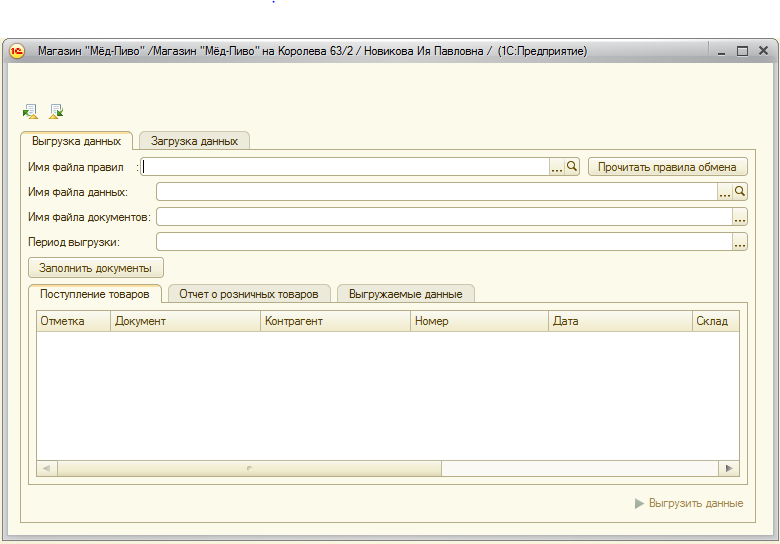 1С Магазин "Мёд-Пиво" /Магазин "Мёд-Пиво" на Королева 63/2 / Новикова Ия Павловна / (1С:Предприятие)
Выгрузка данных Загрузка данных
Имя файла правил : ... Прочитать правила обмена
Имя файла данных: ...
Имя файла документов: ...
Период выгрузки: ...
Заполнить документы
Поступление товаров Отчет о розничных товаров Выгружаемые данные
Отметка Документ Контрагент Номер Дата Склад
Выгрузить данные